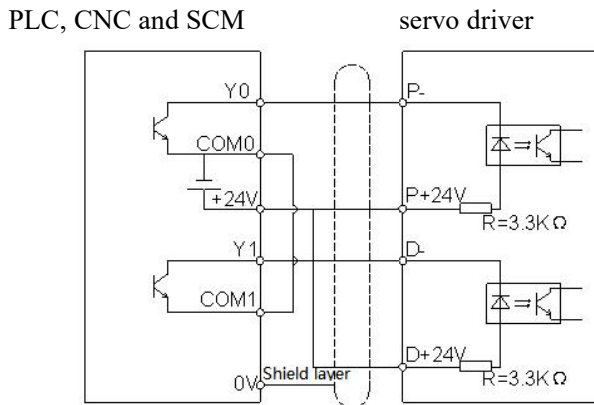 PLC, CNC and SCM servo driver
Y0 P-
COM0
+24V P+24V
R=3.3KΩ
Y1 D-
COM1
D+24V
0V Shield layer R=3.3KΩ